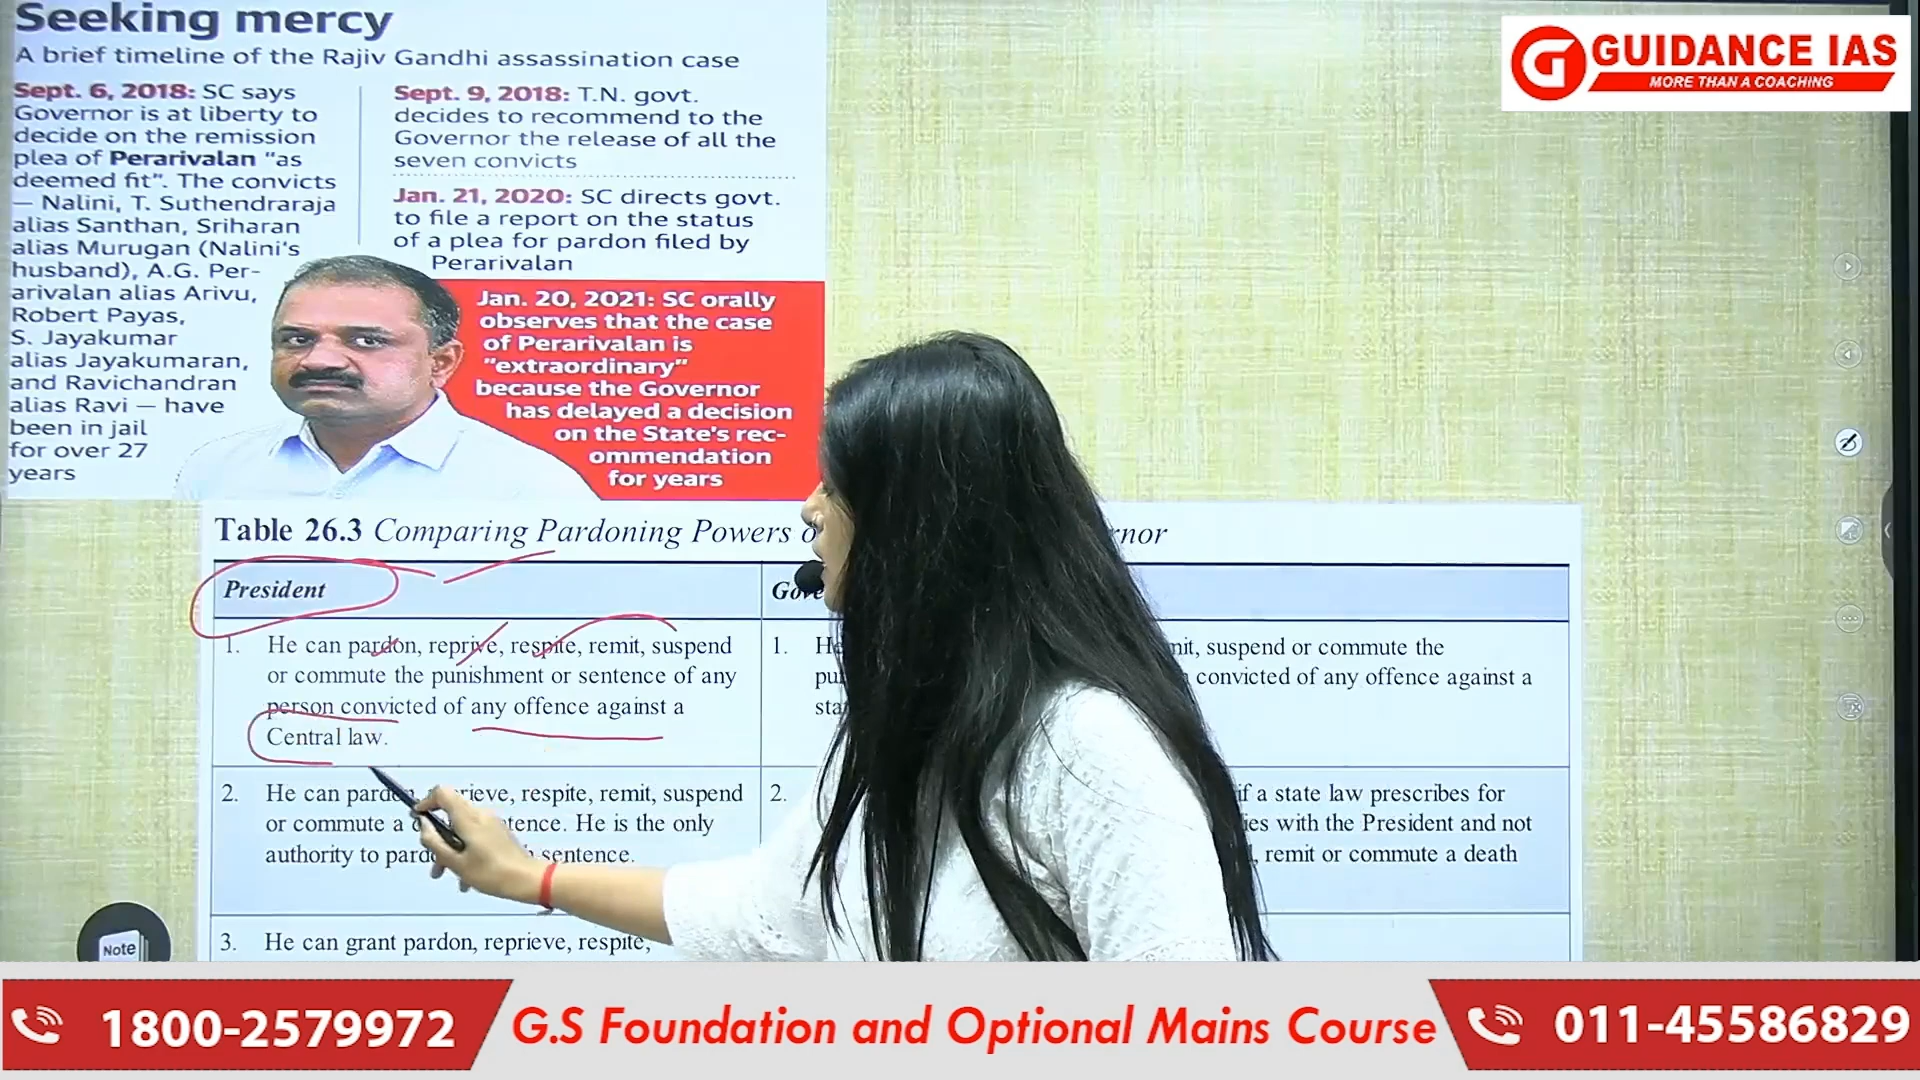 Seeking mercy
A brief timeline of the Rajiv Gandhi assassination case
Sept. 6, 2018: SC says
Governor is at liberty to
decide on the remission
plea of Perarivalan "as
deemed fit". The convicts
— Nalini, T. Suthendraraja
alias Santhan, Sriharan
alias Murugan (Nalini's
husband), A.G. Per-
arivalan alias Arivu,
Robert Payas,
S. Jayakumar
alias Jayakumaran,
and Ravichandran
alias Ravi — have
been in jail
for over 27
years
Sept. 9, 2018: T.N. govt.
decides to recommend to the
Governor the release of all the
seven convicts
Jan. 21, 2020: SC directs govt.
to file a report on the status
of a plea for pardon filed by
Perarivalan
Jan. 20, 2021: SC orally
observes that the case
of Perarivalan is
"extraordinary"
because the Governor
has delayed a decision
on the State's rec-
ommendation
for years
GUIDANCE IAS
MORE THAN A COACHING
Table 26.3 Comparing Pardoning Powers
President
1. He can pardon, reprive, respite, remit, suspend
or commute the punishment or sentence of any
person convicted of any offence against a
Central law.
1.
suspend or commute the
convicted of any offence against a
2. He can pardon, respite, remit, suspend
or commute a He is the only
authority to sentence.
2.
if a state law prescribes for
with the President and not
remit or commute a death
3. He can grant pardon, reprieve, respite,
Note
1800-2579972
G.S Foundation and Optional Mains Course
011-45586829